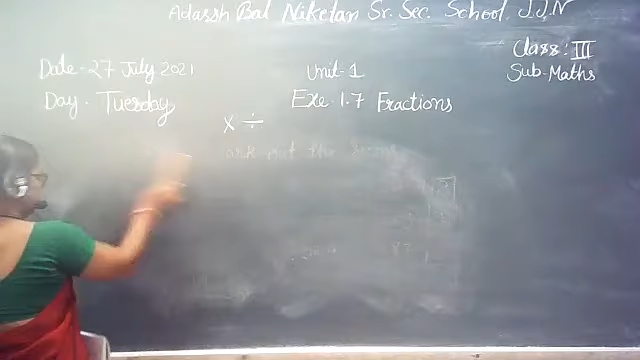 Adarsh Bal Niketan Sr. Sec. School J.J.N
Class: III
Date - 27 July 2021
Unit-1
Sub-Maths
Day. Tuesday
Exe. 1.7 Fractions
× ÷